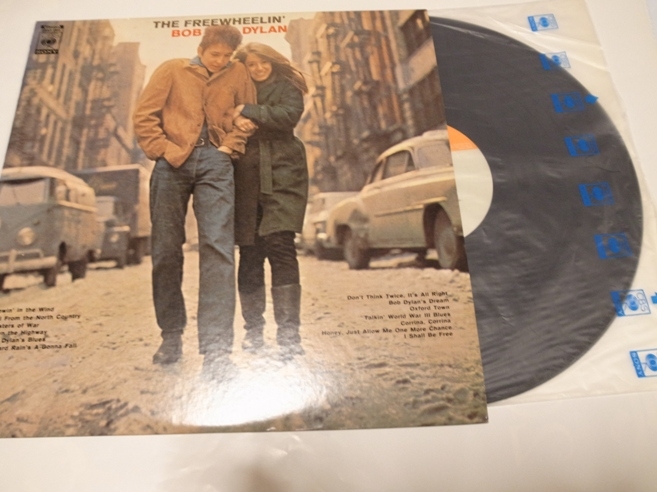 THE FREEWHEELIN'
BOB DYLAN
SONY
in the Wind
From the North Country
of War
the Highway
Dylan's Blues
Rain's A-Gonna Fall
Don't Think Twice, It's All Right
Bob Dylan's Dream
Oxford Town
Talkin' World War III Blues
Corrina, Corrina
Honey, Just Allow Me One More Chance
I Shall Be Free